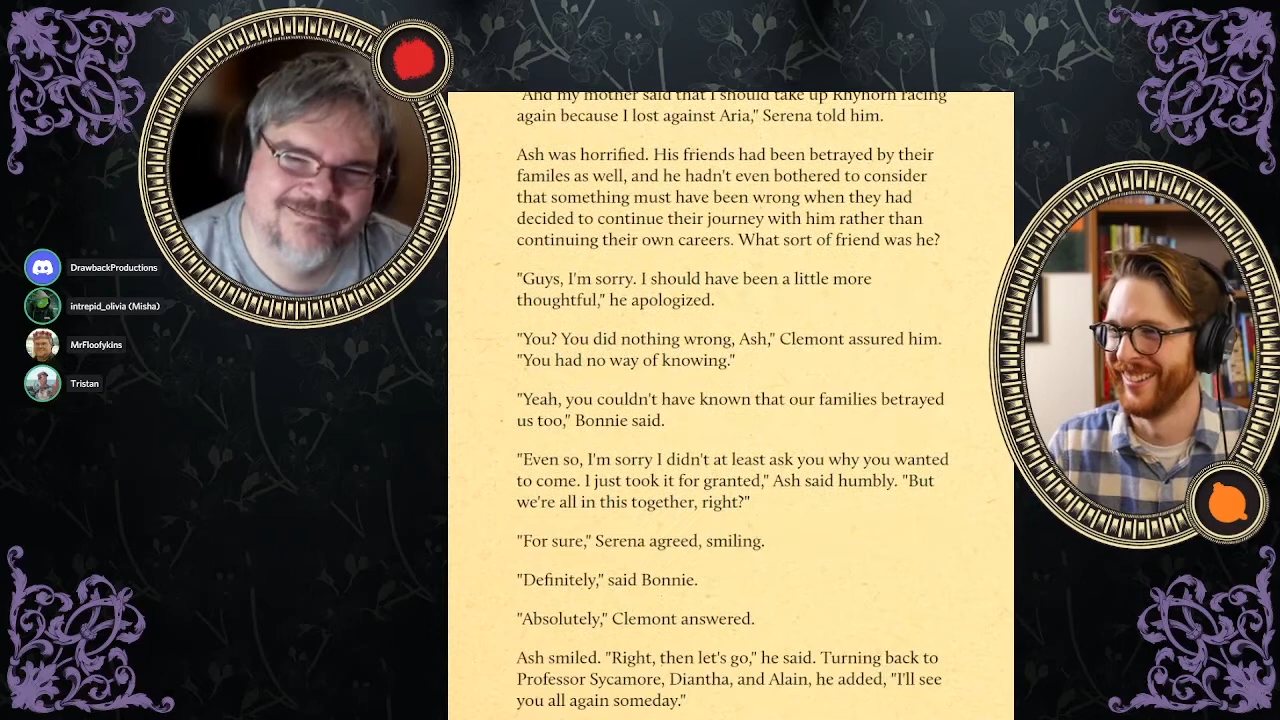 "And my mother said that I should take up Rhyhorn racing
again because I lost against Aria," Serena told him.
Ash was horrified. His friends had been betrayed by their
familes as well, and he hadn't even bothered to consider
that something must have been wrong when they had
decided to continue their journey with him rather than
continuing their own careers. What sort of friend was he?
"Guys, I'm sorry. I should have been a little more
thoughtful," he apologized.
"You? You did nothing wrong, Ash," Clemont assured him.
"You had no way of knowing."
"Yeah, you couldn't have known that our families betrayed
us too," Bonnie said.
"Even so, I'm sorry I didn't at least ask you why you wanted
to come. I just took it for granted," Ash said humbly. "But
we're all in this together, right?"
"For sure," Serena agreed, smiling.
"Definitely," said Bonnie.
"Absolutely," Clemont answered.
Ash smiled. "Right, then let's go," he said. Turning back to
Professor Sycamore, Diantha, and Alain, he added, "I'll see
you all again someday."
DrawbackProductions
intrepid_olivia (Misha)
MrFloofykins
Tristan